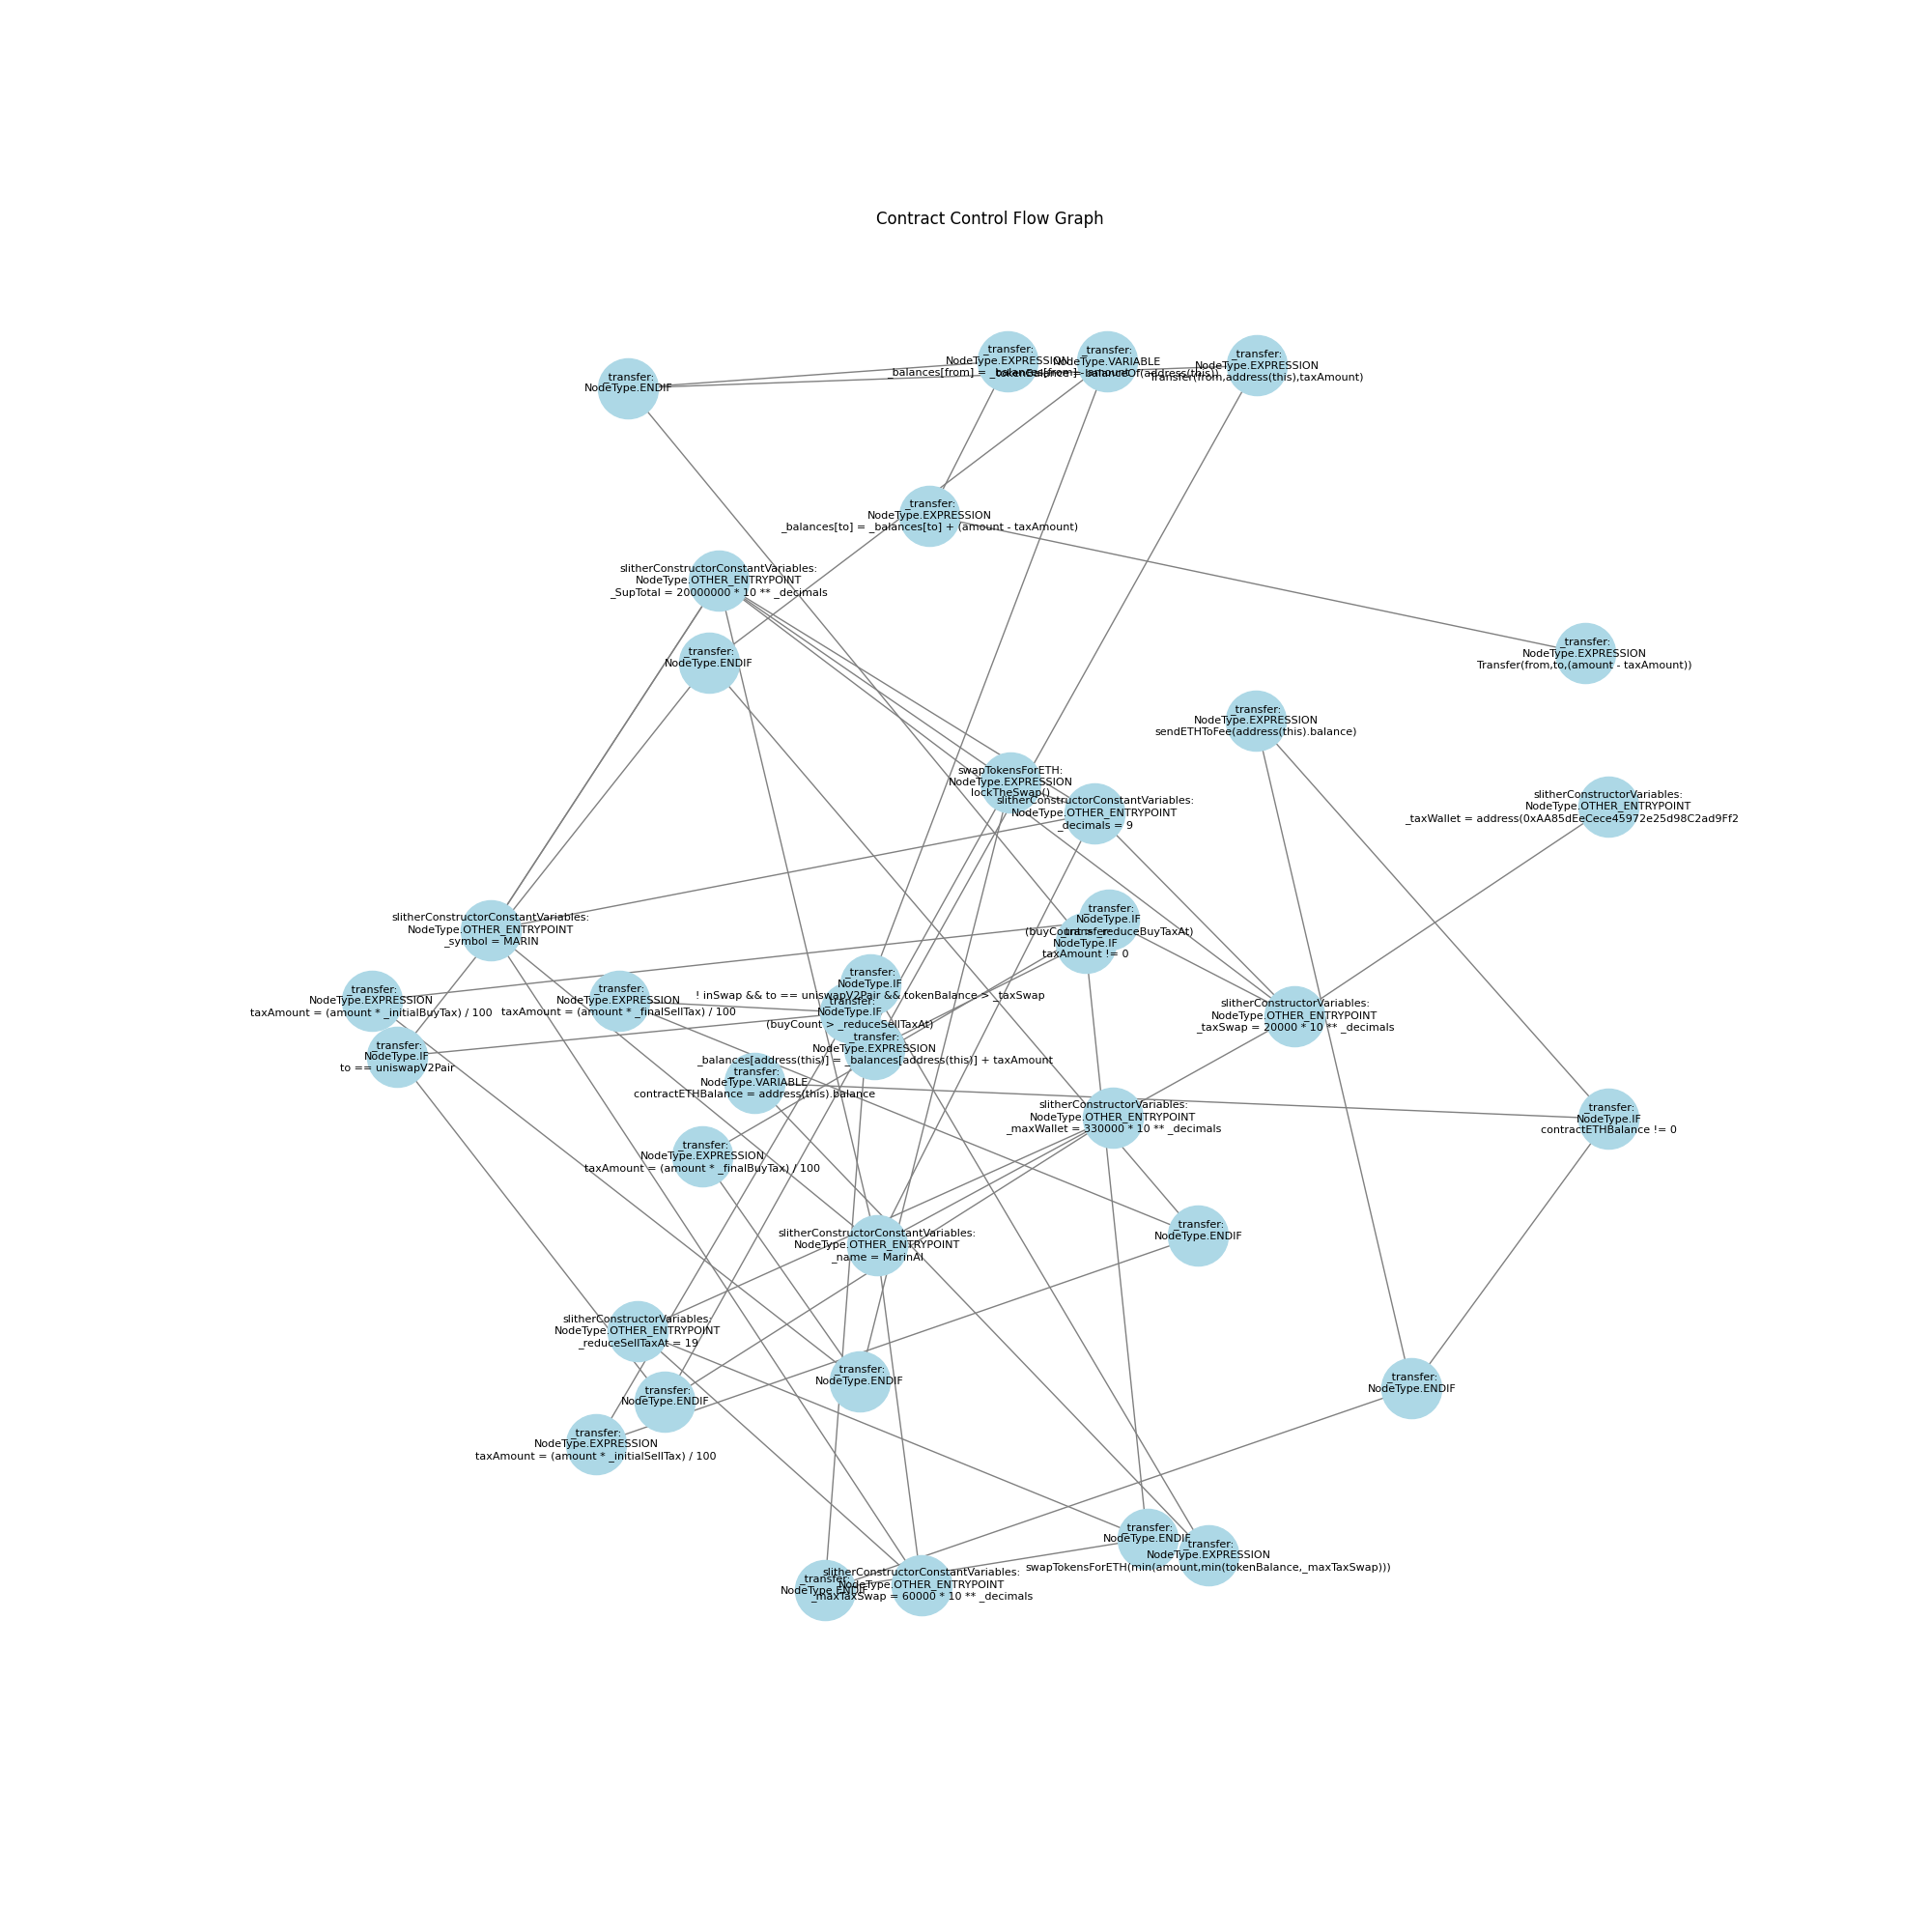 Contract Control Flow Graph
_transfer:
NodeType.EXPRESSION
_balances[from] = _balances[from] - amount
_transfer:
NodeType.VARIABLE
tokenBalance = balanceOf(address(this))
_transfer:
NodeType.EXPRESSION
Transfer(from,address(this),taxAmount)
_transfer:
NodeType.ENDIF
_transfer:
NodeType.EXPRESSION
_balances[to] = _balances[to] + (amount - taxAmount)
slitherConstructorConstantVariables:
NodeType.OTHER_ENTRYPOINT
_SupTotal = 20000000 * 10 ** _decimals
_transfer:
NodeType.ENDIF
_transfer:
NodeType.EXPRESSION
Transfer(from,to,(amount - taxAmount))
_transfer:
NodeType.EXPRESSION
sendETHToFee(address(this).balance)
swapTokensForETH:
NodeType.EXPRESSION
lockTheSwap()
slitherConstructorConstantVariables:
NodeType.OTHER_ENTRYPOINT
_decimals = 9
slitherConstructorVariables:
NodeType.OTHER_ENTRYPOINT
_taxWallet = address(0xAA85dEeCece45972e25d98C2ad9Ff2
slitherConstructorConstantVariables:
NodeType.OTHER_ENTRYPOINT
_symbol = MARIN
_transfer:
NodeType.IF
(buyCount > _reduceBuyTaxAt)
_transfer:
NodeType.IF
taxAmount != 0
_transfer:
NodeType.IF
! inSwap && to == uniswapV2Pair && tokenBalance > _taxSwap
_transfer:
NodeType.EXPRESSION
taxAmount = (amount * _initialBuyTax) / 100
_transfer:
NodeType.EXPRESSION
taxAmount = (amount * _finalSellTax) / 100
_transfer:
NodeType.IF
(buyCount > _reduceSellTaxAt)
slitherConstructorVariables:
NodeType.OTHER_ENTRYPOINT
_taxSwap = 20000 * 10 ** _decimals
_transfer:
NodeType.IF
to == uniswapV2Pair
_transfer:
NodeType.EXPRESSION
_balances[address(this)] = _balances[address(this)] + taxAmount
_transfer:
NodeType.VARIABLE
contractETHBalance = address(this).balance
slitherConstructorVariables:
NodeType.OTHER_ENTRYPOINT
_maxWallet = 330000 * 10 ** _decimals
_transfer:
NodeType.IF
contractETHBalance != 0
_transfer:
NodeType.EXPRESSION
taxAmount = (amount * _finalBuyTax) / 100
_transfer:
NodeType.ENDIF
slitherConstructorConstantVariables:
NodeType.OTHER_ENTRYPOINT
_name = MarinAI
slitherConstructorVariables:
NodeType.OTHER_ENTRYPOINT
_reduceSellTaxAt = 19
_transfer:
NodeType.ENDIF
_transfer:
NodeType.ENDIF
_transfer:
NodeType.ENDIF
_transfer:
NodeType.EXPRESSION
taxAmount = (amount * _initialSellTax) / 100
_transfer:
NodeType.ENDIF
_transfer:
NodeType.EXPRESSION
swapTokensForETH(min(amount,min(tokenBalance,_maxTaxSwap)))
_transfer:
NodeType.ENDIF
slitherConstructorConstantVariables:
NodeType.OTHER_ENTRYPOINT
_maxTaxSwap = 60000 * 10 ** _decimals